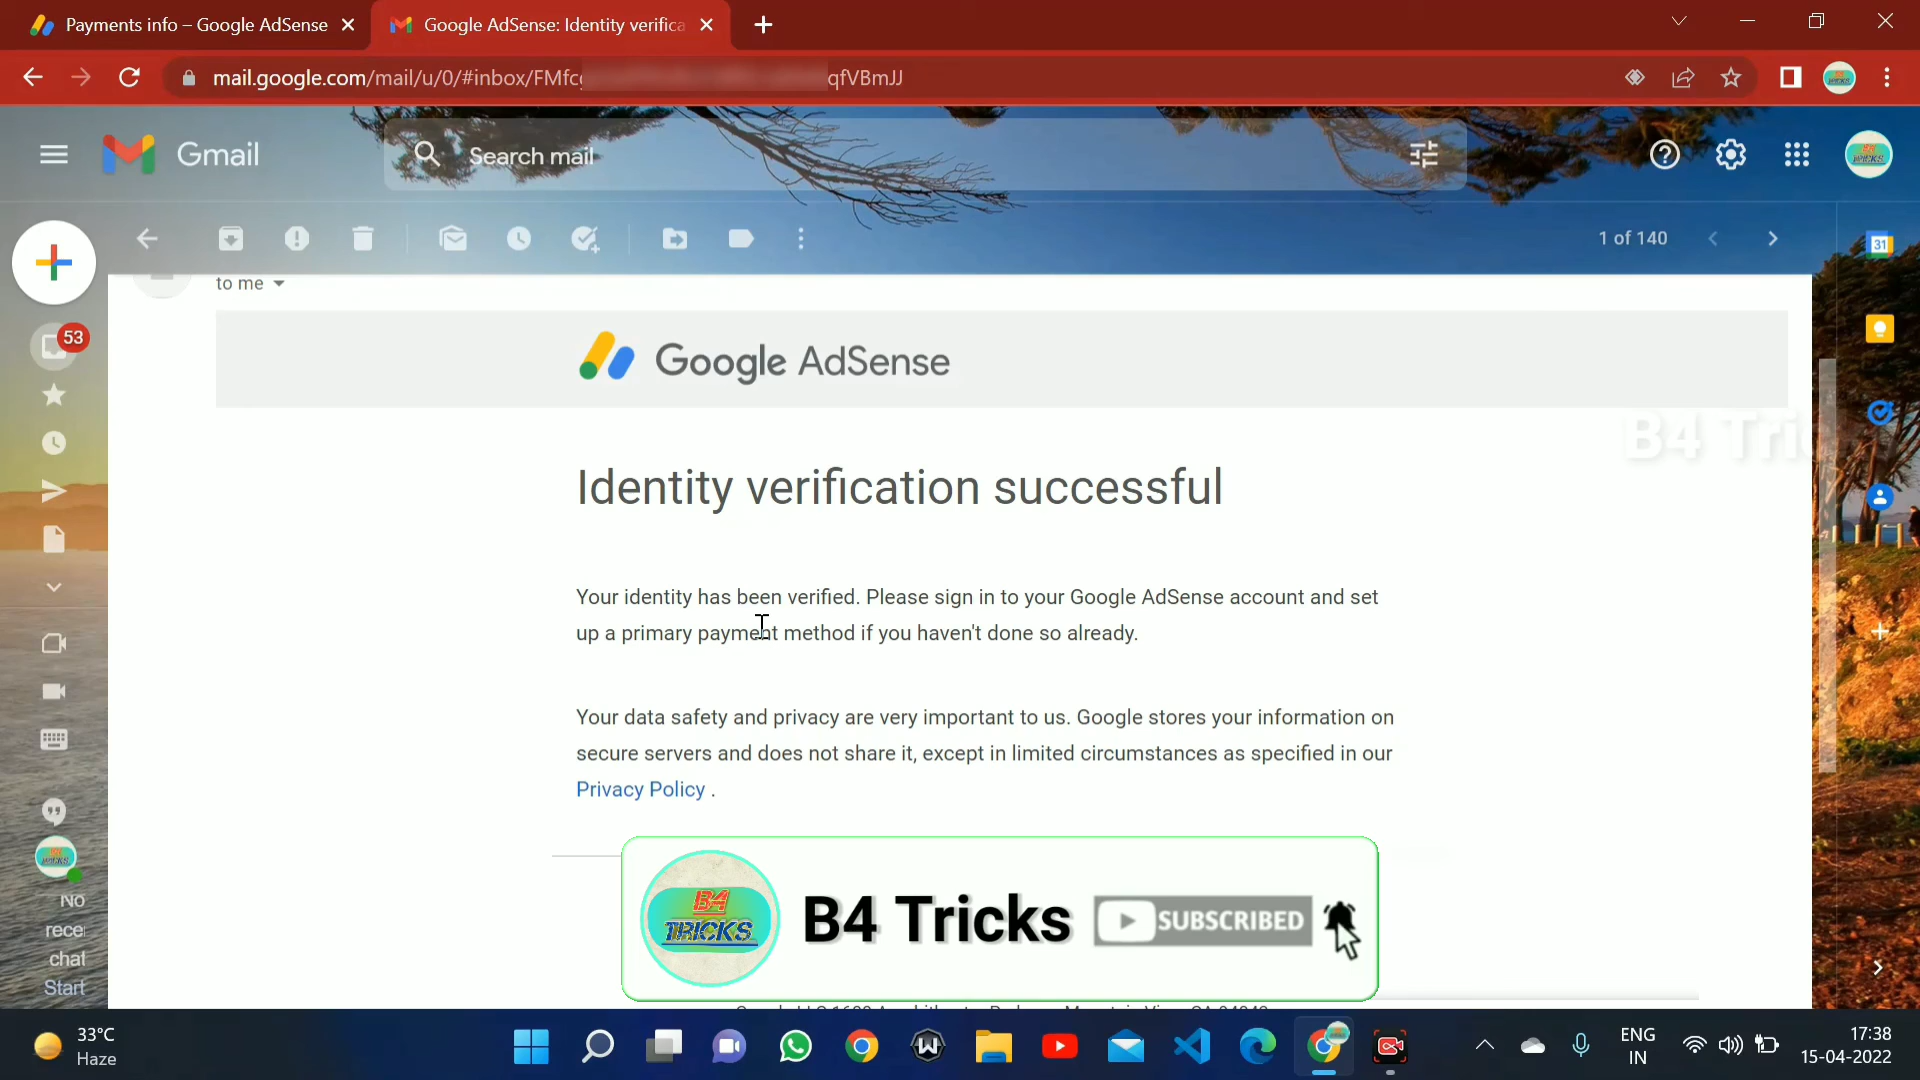 Payments info – Google AdSense
Google AdSense: Identity verifica
mail.google.com/mail/u/0/#inbox/FMfc
qfVBmJJ
Gmail
Search mail
1 of 140
31
53
to me
Google AdSense
B4 Tri
Identity verification successful
Your identity has been verified. Please sign in to your Google AdSense account and set
up a primary payment method if you haven't done so already.
Your data safety and privacy are very important to us. Google stores your information on
secure servers and does not share it, except in limited circumstances as specified in our
Privacy Policy .
No
rece
chat
Start
B4
TRICKS
B4 Tricks
SUBSCRIBED
33°C
Haze
ENG
IN
17:38
15-04-2022